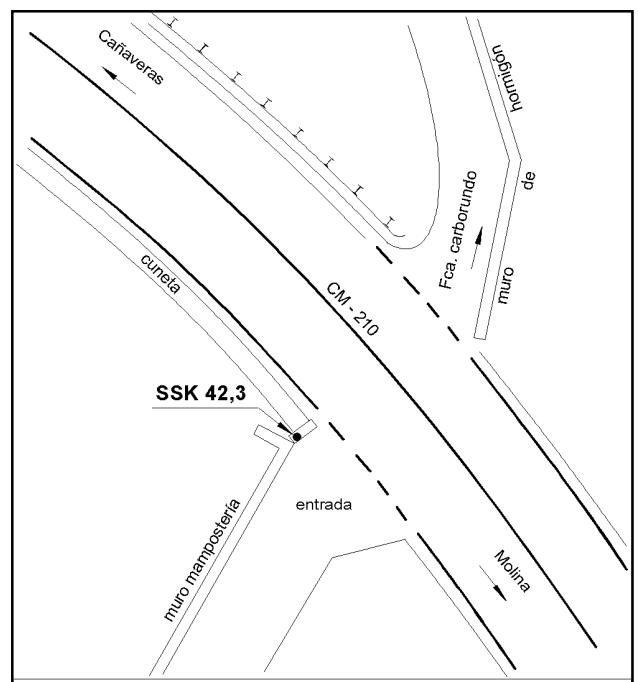 Cañaveras
hormigón
de
muro
Fca. carborundo
CM - 210
cuneta
SSK 42,3
entrada
muro mampostería
Molina